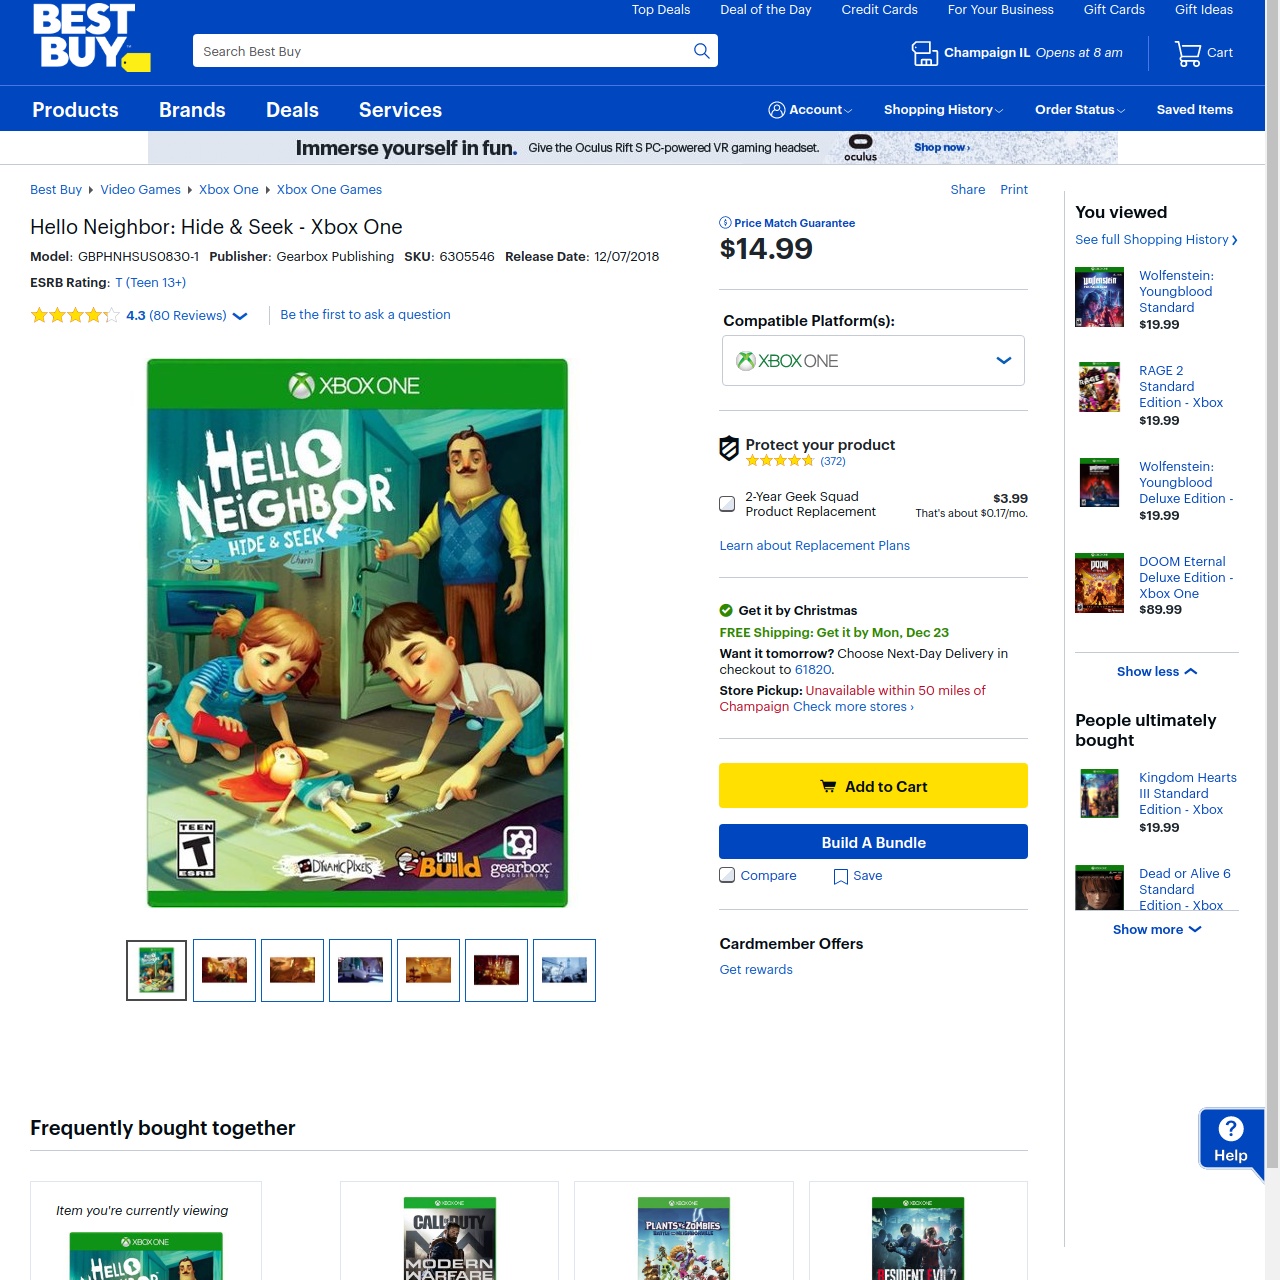 BEST BUY
Top Deals
Deal of the Day
Credit Cards
For Your Business
Gift Cards
Gift Ideas
Search Best Buy
Champaign IL Opens at 8 am
Cart
Products
Brands
Deals
Services
Account
Shopping History
Order Status
Saved Items
Immerse yourself in fun. Give the Oculus Rift S PC-powered VR gaming headset.
oculus
Shop now ›
Best Buy
Video Games
Xbox One
Xbox One Games
Share
Print
Hello Neighbor: Hide & Seek - Xbox One
Model: GBPHNHSUS0830-1 Publisher: Gearbox Publishing SKU: 6305546 Release Date: 12/07/2018
ESRB Rating: T (Teen 13+)
4.3 (80 Reviews)
Be the first to ask a question
XBOX ONE
HELLO
NEIGHBOR™
HIDE & SEEK
TEEN
T
ESRB
DYNAMIC PIXELS
tiny
Build
gearbox
publishing
Price Match Guarantee
$14.99
Compatible Platform(s):
XBOX ONE
Protect your product
(372)
2-Year Geek Squad
Product Replacement
$3.99
That's about $0.17/mo.
Learn about Replacement Plans
Get it by Christmas
FREE Shipping: Get it by Mon, Dec 23
Want it tomorrow? Choose Next-Day Delivery in
checkout to 61820.
Store Pickup: Unavailable within 50 miles of
Champaign Check more stores ›
Add to Cart
Build A Bundle
Compare
Save
Cardmember Offers
Get rewards
You viewed
See full Shopping History
Wolfenstein:
Youngblood
Standard
$19.99
RAGE 2
Standard
Edition - Xbox
$19.99
Wolfenstein:
Youngblood
Deluxe Edition -
$19.99
DOOM Eternal
Deluxe Edition -
Xbox One
$89.99
Show less
People ultimately
bought
Kingdom Hearts
III Standard
Edition - Xbox
$19.99
Dead or Alive 6
Standard
Edition - Xbox
Show more
Help
Frequently bought together
Item you're currently viewing
XBOX ONE
HELLO
XBOX ONE
CALL OF DUTY
MODERN
WARFARE
XBOX ONE
PLANTS vs. ZOMBIES
BATTLE FOR NEIGHBORVILLE
XBOX ONE
RESIDENT EVIL 2